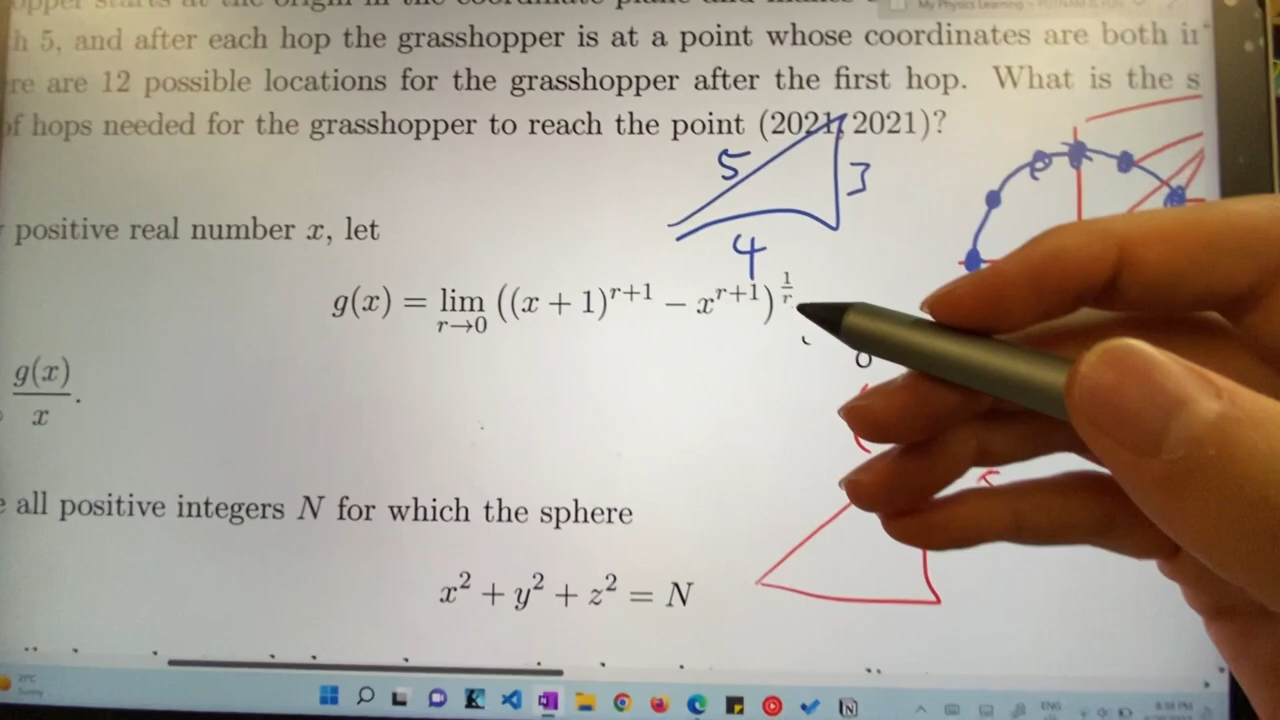 h 5, and after each hop the grasshopper is at a point whose coordinates are both
re are 12 possible locations for the grasshopper after the first hop. What is the s
of hops needed for the grasshopper to reach the point (2021, 2021)?
5
3
4
positive real number x, let
g(x) = lim r→0 ((x + 1)^{r+1} − x^{r+1})^{1/r}
g(x)/x.
all positive integers N for which the sphere
x² + y² + z² = N
ENG